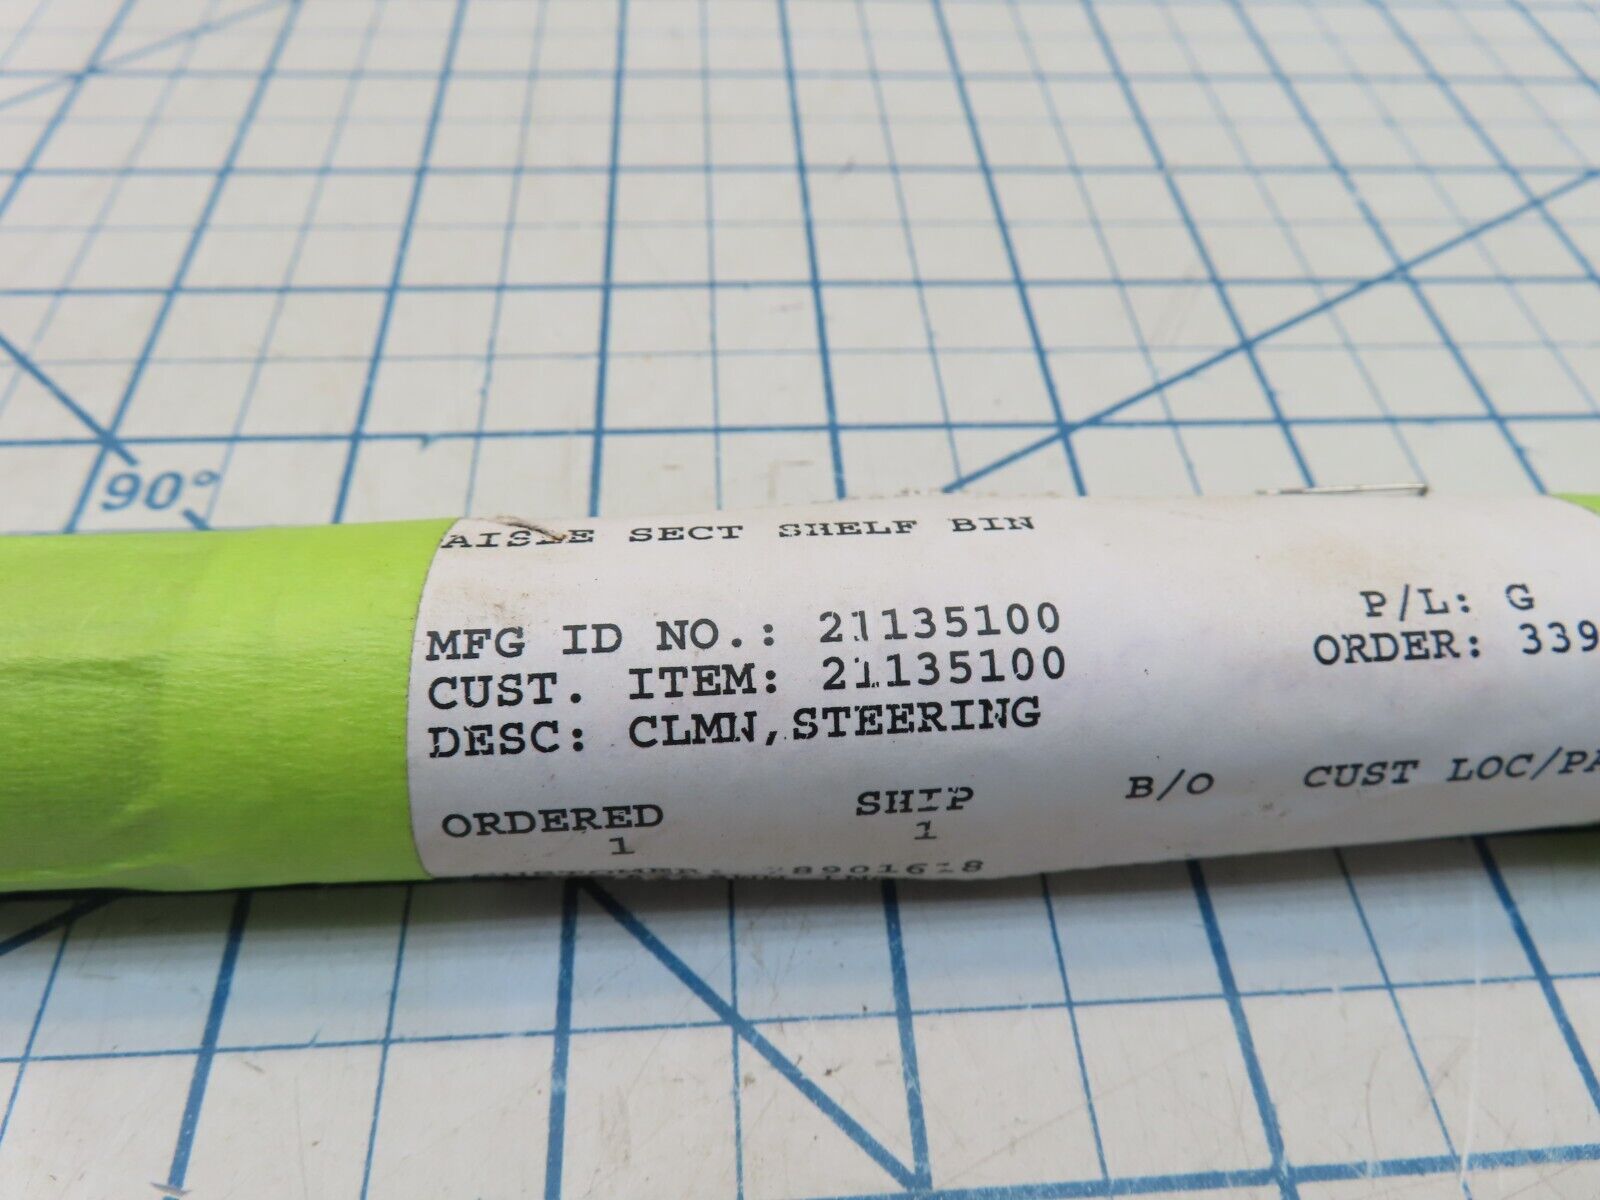 90°
AISLE SECT SHELF BIN
P/L: G
MFG ID NO.: 21135100
ORDER: 339
CUST. ITEM: 21135100
DESC: CLMN,STEERING
ORDERED SHIP B/O CUST LOC/PA
1 1